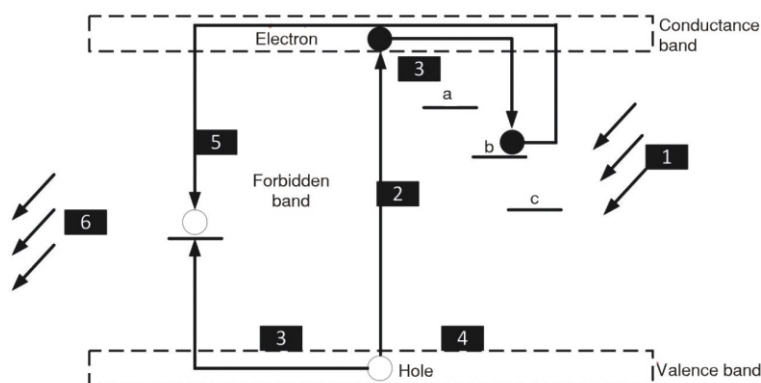 Electron
Conductance
band
3
a
b
1
5
2
c
Forbidden
band
6
3
4
Hole
Valence band